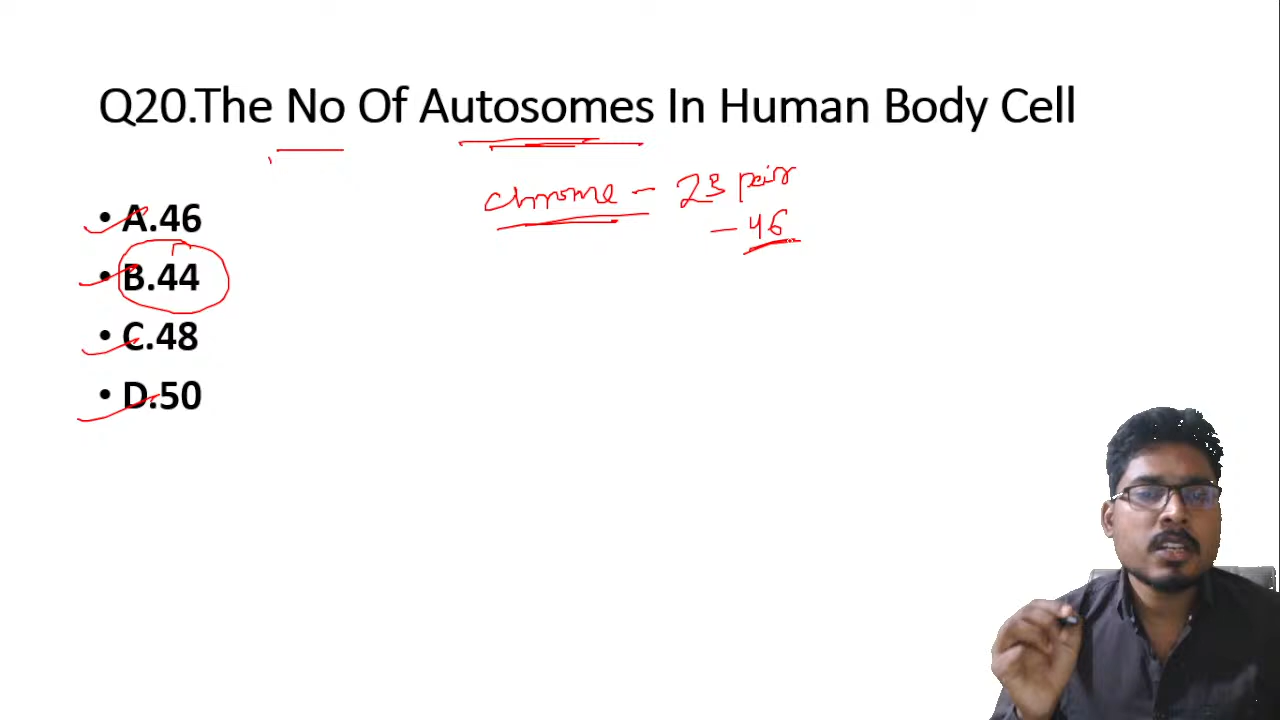 Q20.The No Of Autosomes In Human Body Cell
chrome - 23 pair
- 46
• A.46
• B.44
• C.48
• D.50